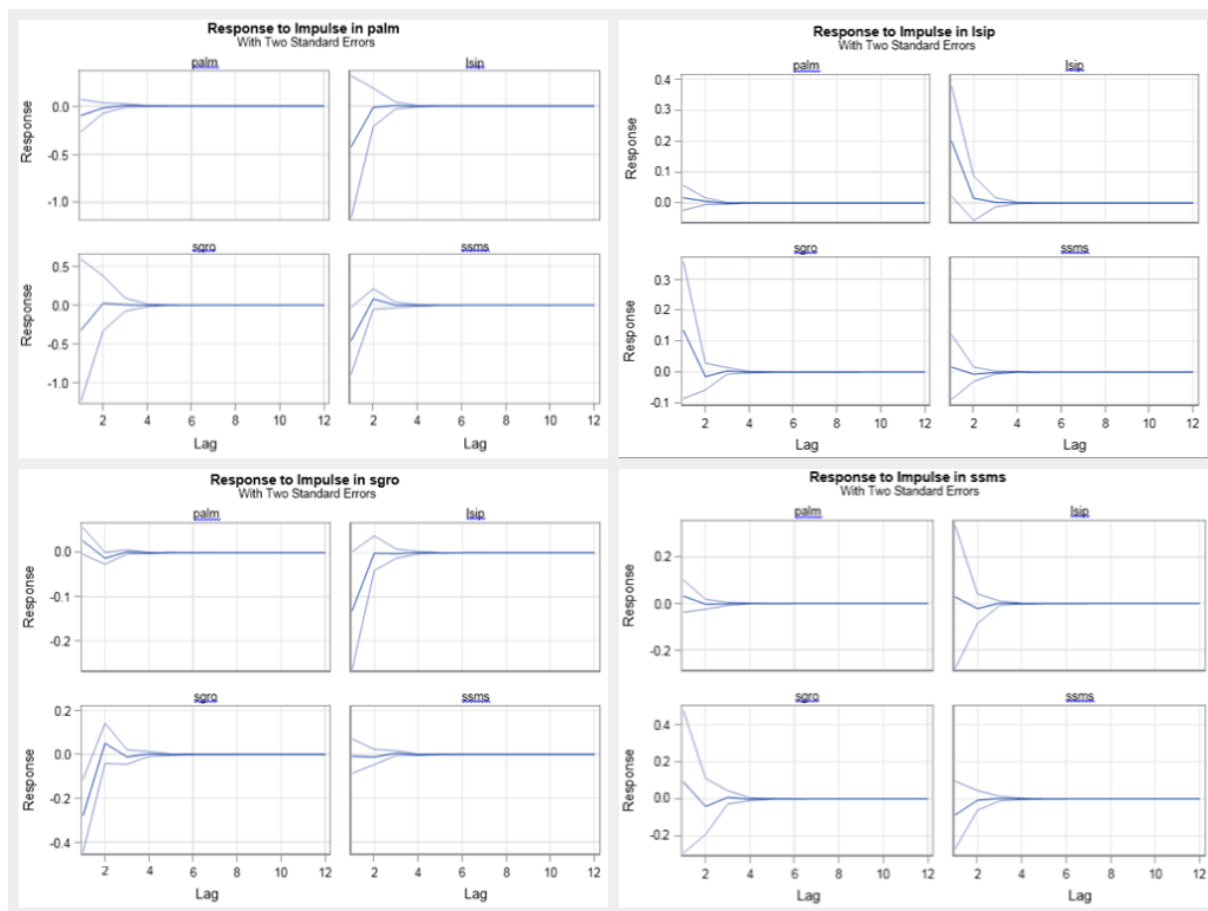 Response to Impulse in palm
With Two Standard Errors
palm lsip
0.0
-0.5
-1.0
Response
sgro ssms
0.5
0.0
-0.5
-1.0
Response
2 4 6 8 10 12 2 4 6 8 10 12
Lag Lag
Response to Impulse in lsip
With Two Standard Errors
palm lsip
0.4
0.3
0.2
0.1
0.0
Response
sgro ssms
0.3
0.2
0.1
0.0
-0.1
Response
2 4 6 8 10 12 2 4 6 8 10 12
Lag Lag
Response to Impulse in sgro
With Two Standard Errors
palm lsip
0.0
-0.1
-0.2
Response
sgro ssms
0.2
0.0
-0.2
-0.4
Response
2 4 6 8 10 12 2 4 6 8 10 12
Lag Lag
Response to Impulse in ssms
With Two Standard Errors
palm lsip
0.2
0.0
-0.2
Response
sgro ssms
0.4
0.2
0.0
-0.2
Response
2 4 6 8 10 12 2 4 6 8 10 12
Lag Lag